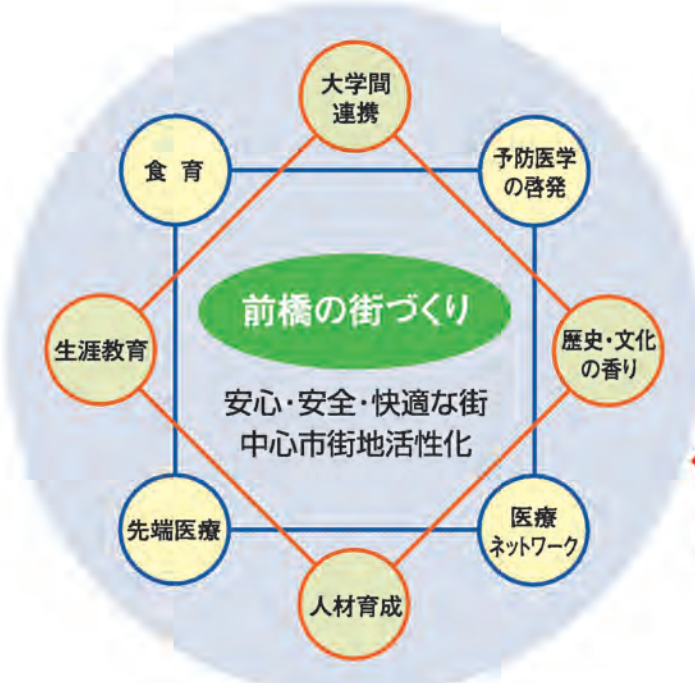 大学間
連携
食 育
予防医学
の啓発
前橋の街づくり
生涯教育
歴史・文化
の香り
安心・安全・快適な街
中心市街地活性化
先端医療
医療
ネットワーク
人材育成